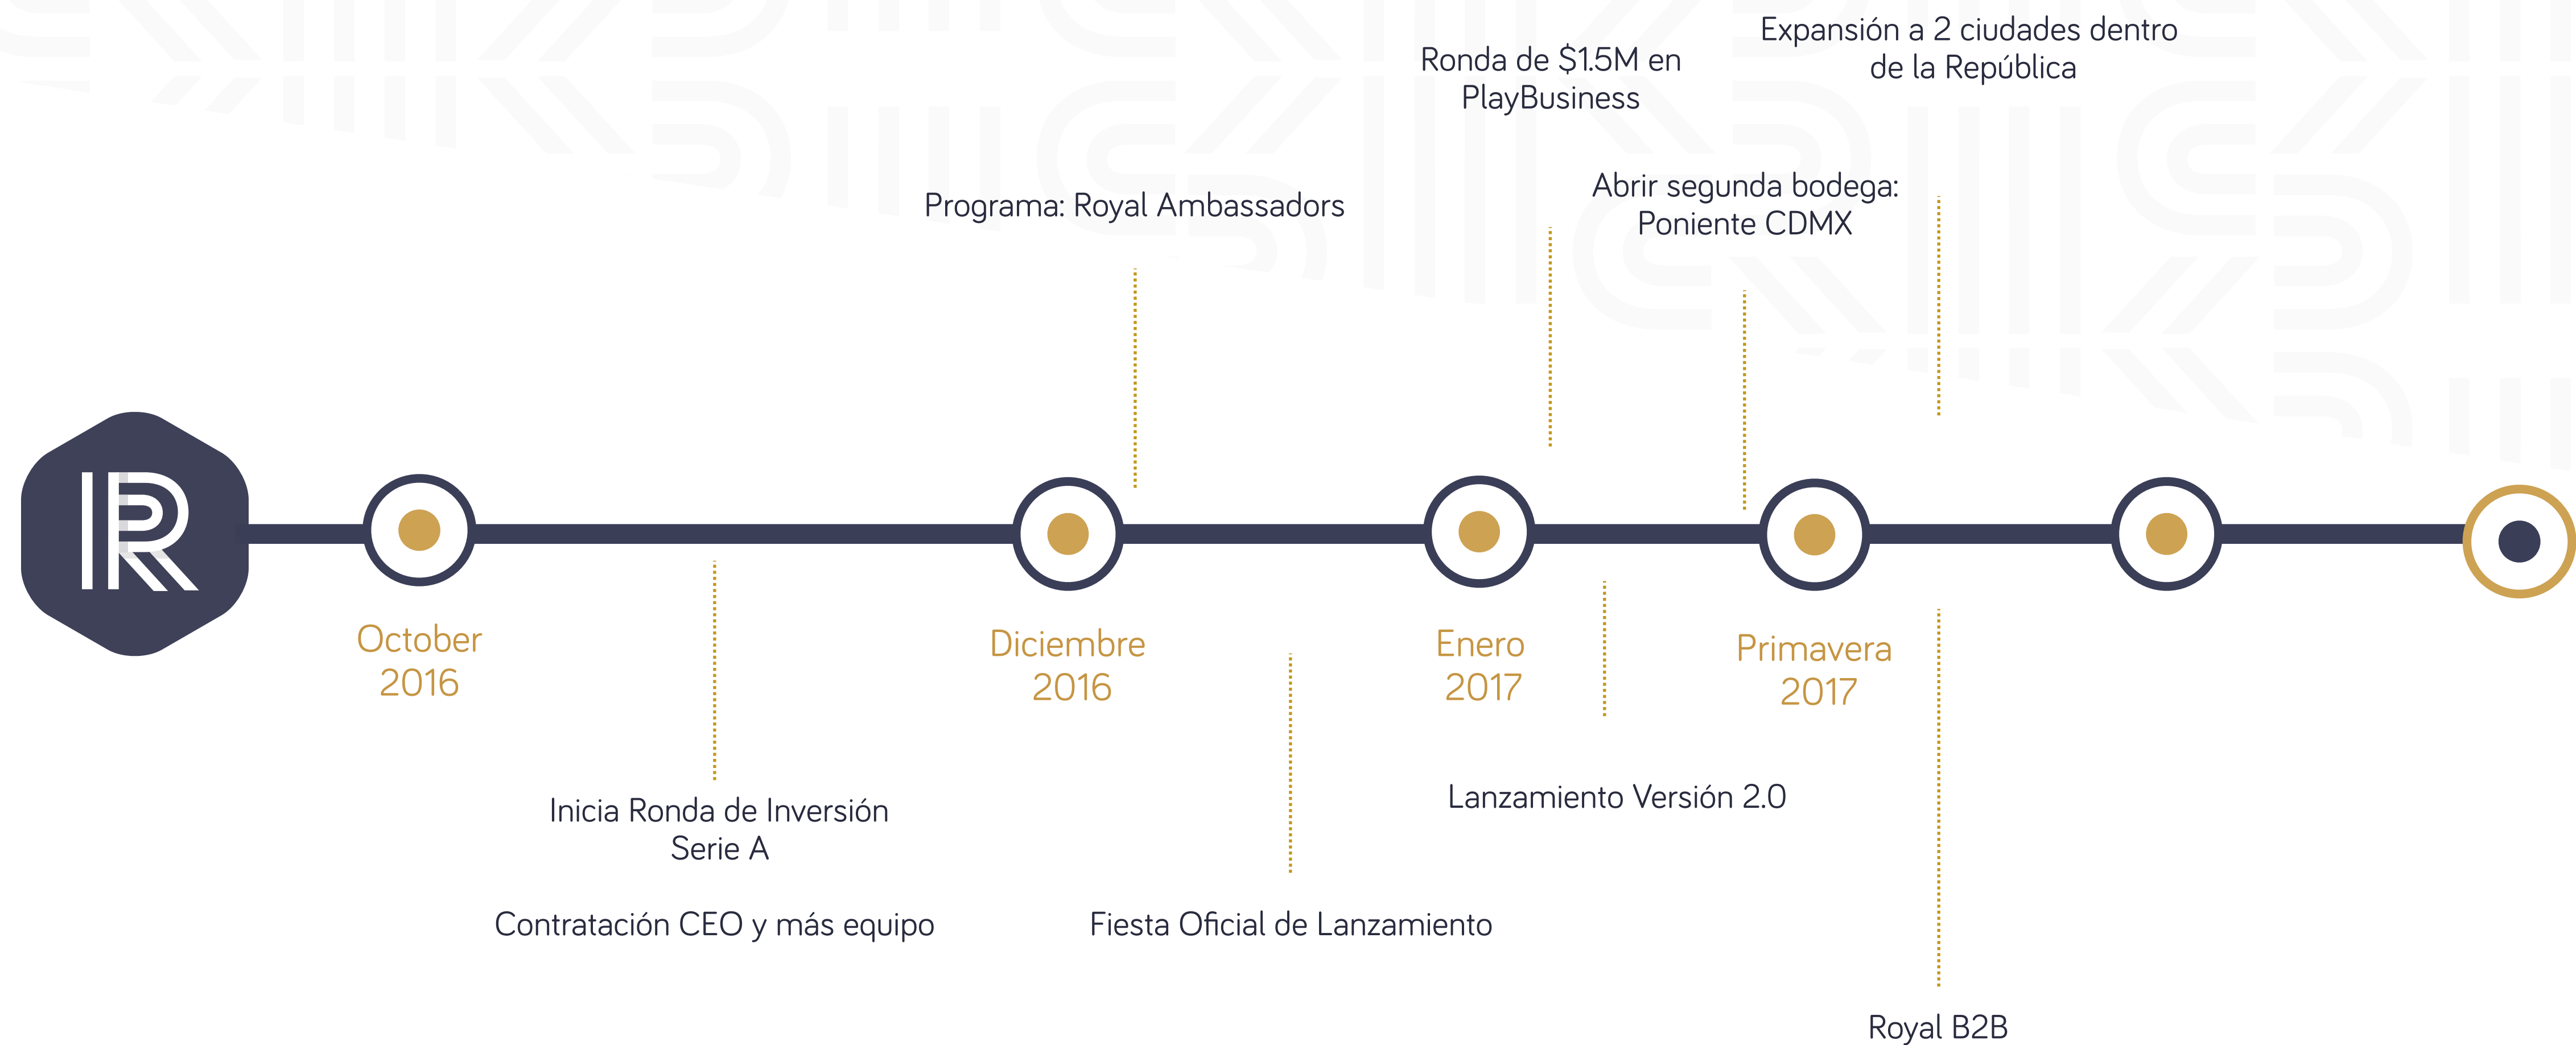 Expansión a 2 ciudades dentro
de la República
Ronda de $1.5M en
PlayBusiness
Abrir segunda bodega:
Poniente CDMX
Programa: Royal Ambassadors
R
October
2016
Diciembre
2016
Enero
2017
Primavera
2017
Inicia Ronda de Inversión
Serie A
Contratación CEO y más equipo
Fiesta Oficial de Lanzamiento
Lanzamiento Versión 2.0
Royal B2B